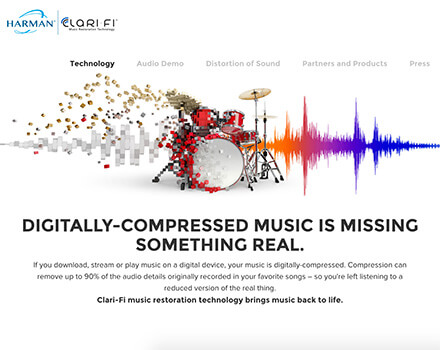 HARMAN CLARI-FI
Music Restoration Technology
Technology Audio Demo Distortion of Sound Partners and Products Press
DIGITALLY-COMPRESSED MUSIC IS MISSING
SOMETHING REAL.
If you download, stream or play music on a digital device, your music is digitally-compressed. Compression can
remove up to 90% of the audio details originally recorded in your favorite songs – so you're left listening to a
reduced version of the real thing.
Clari-Fi music restoration technology brings music back to life.